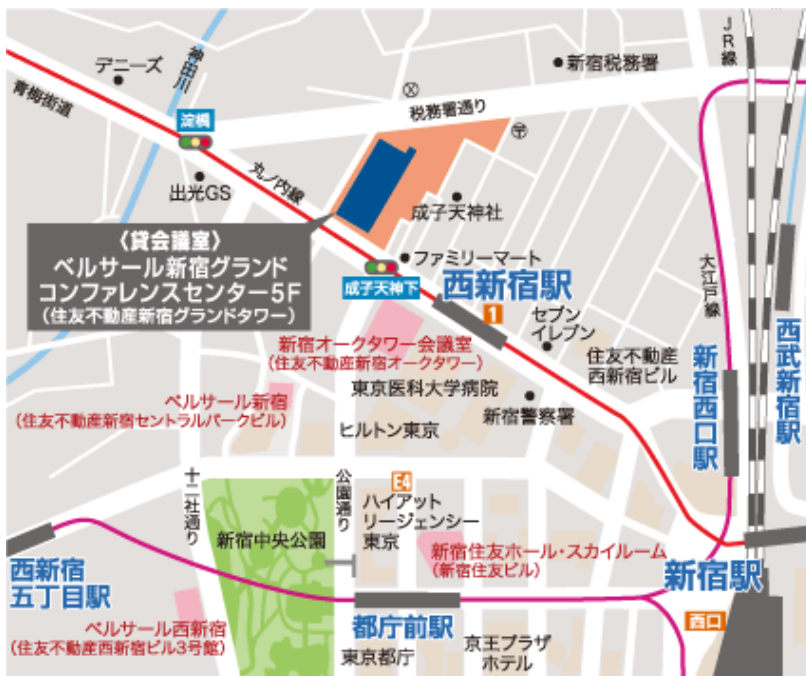 デニーズ
神田川
青梅街道
淀橋
出光GS
丸ノ内線
税務署通り
新宿税務署
JR線
成子天神社
ファミリーマート
〈貸会議室〉
ベルサール新宿グランド
コンファレンスセンター5F
(住友不動産新宿グランドタワー)
成子天神下
西新宿駅
1
セブン
イレブン
大江戸線
西武新宿駅
新宿西口駅
新宿オークタワー会議室
(住友不動産新宿オークタワー)
住友不動産
西新宿ビル
東京医科大学病院
新宿警察署
ベルサール新宿
(住友不動産新宿セントラルパークビル)
ヒルトン東京
十二社通り
公園通り
E4
ハイアット
リージェンシー
東京
新宿中央公園
新宿住友ホール・スカイルーム
(新宿住友ビル)
西新宿
五丁目駅
新宿駅
西口
都庁前駅
ベルサール西新宿
(住友不動産西新宿ビル3号館)
東京都庁
京王プラザ
ホテル